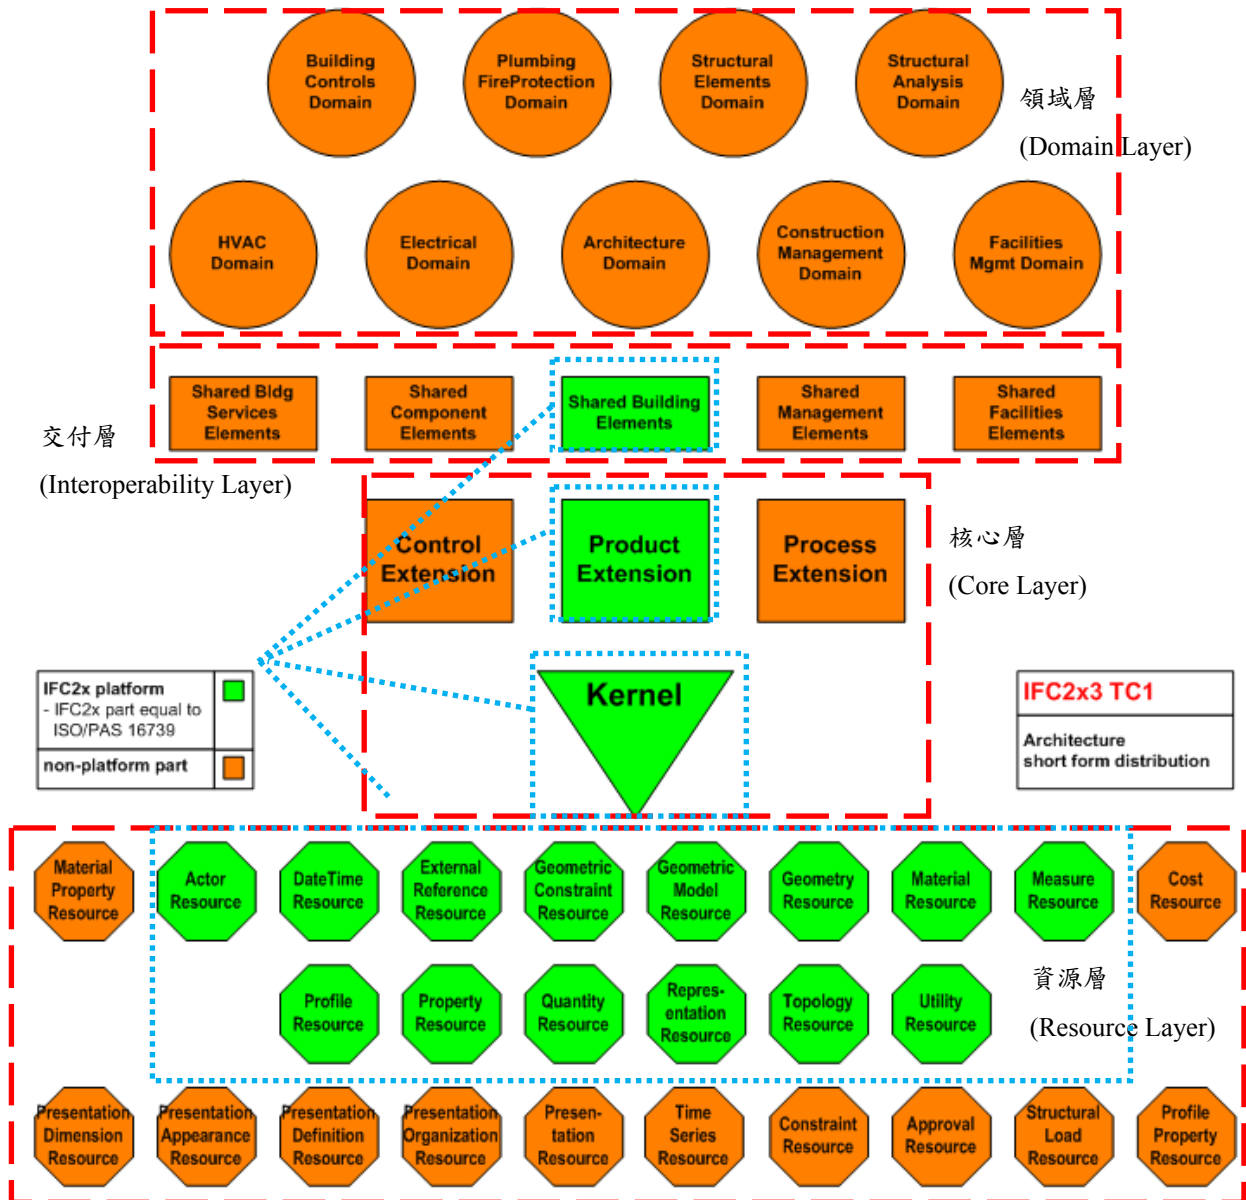 Building
Controls
Domain
Plumbing
FireProtection
Domain
Structural
Elements
Domain
Structural
Analysis
Domain
領域層
(Domain Layer)
HVAC
Domain
Electrical
Domain
Architecture
Domain
Construction
Management
Domain
Facilities
Mgmt Domain
交付層
(Interoperability Layer)
Shared Bldg
Services
Elements
Shared
Component
Elements
Shared Building
Elements
Shared
Management
Elements
Shared
Facilities
Elements
Control
Extension
Product
Extension
Process
Extension
核心層
(Core Layer)
Kernel
IFC2x platform
- IFC2x part equal to
ISO/PAS 16739
non-platform part
IFC2x3 TC1
Architecture
short form distribution
Material
Property
Resource
Actor
Resource
DateTime
Resource
External
Reference
Resource
Geometric
Constraint
Resource
Geometric
Model
Resource
Geometry
Resource
Material
Resource
Measure
Resource
Cost
Resource
Profile
Resource
Property
Resource
Quantity
Resource
Repres-
entation
Resource
Topology
Resource
Utility
Resource
資源層
(Resource Layer)
Presentation
Dimension
Resource
Presentation
Appearance
Resource
Presentation
Definition
Resource
Presentation
Organization
Resource
Presen-
tation
Resource
Time
Series
Resource
Constraint
Resource
Approval
Resource
Structural
Load
Resource
Profile
Property
Resource